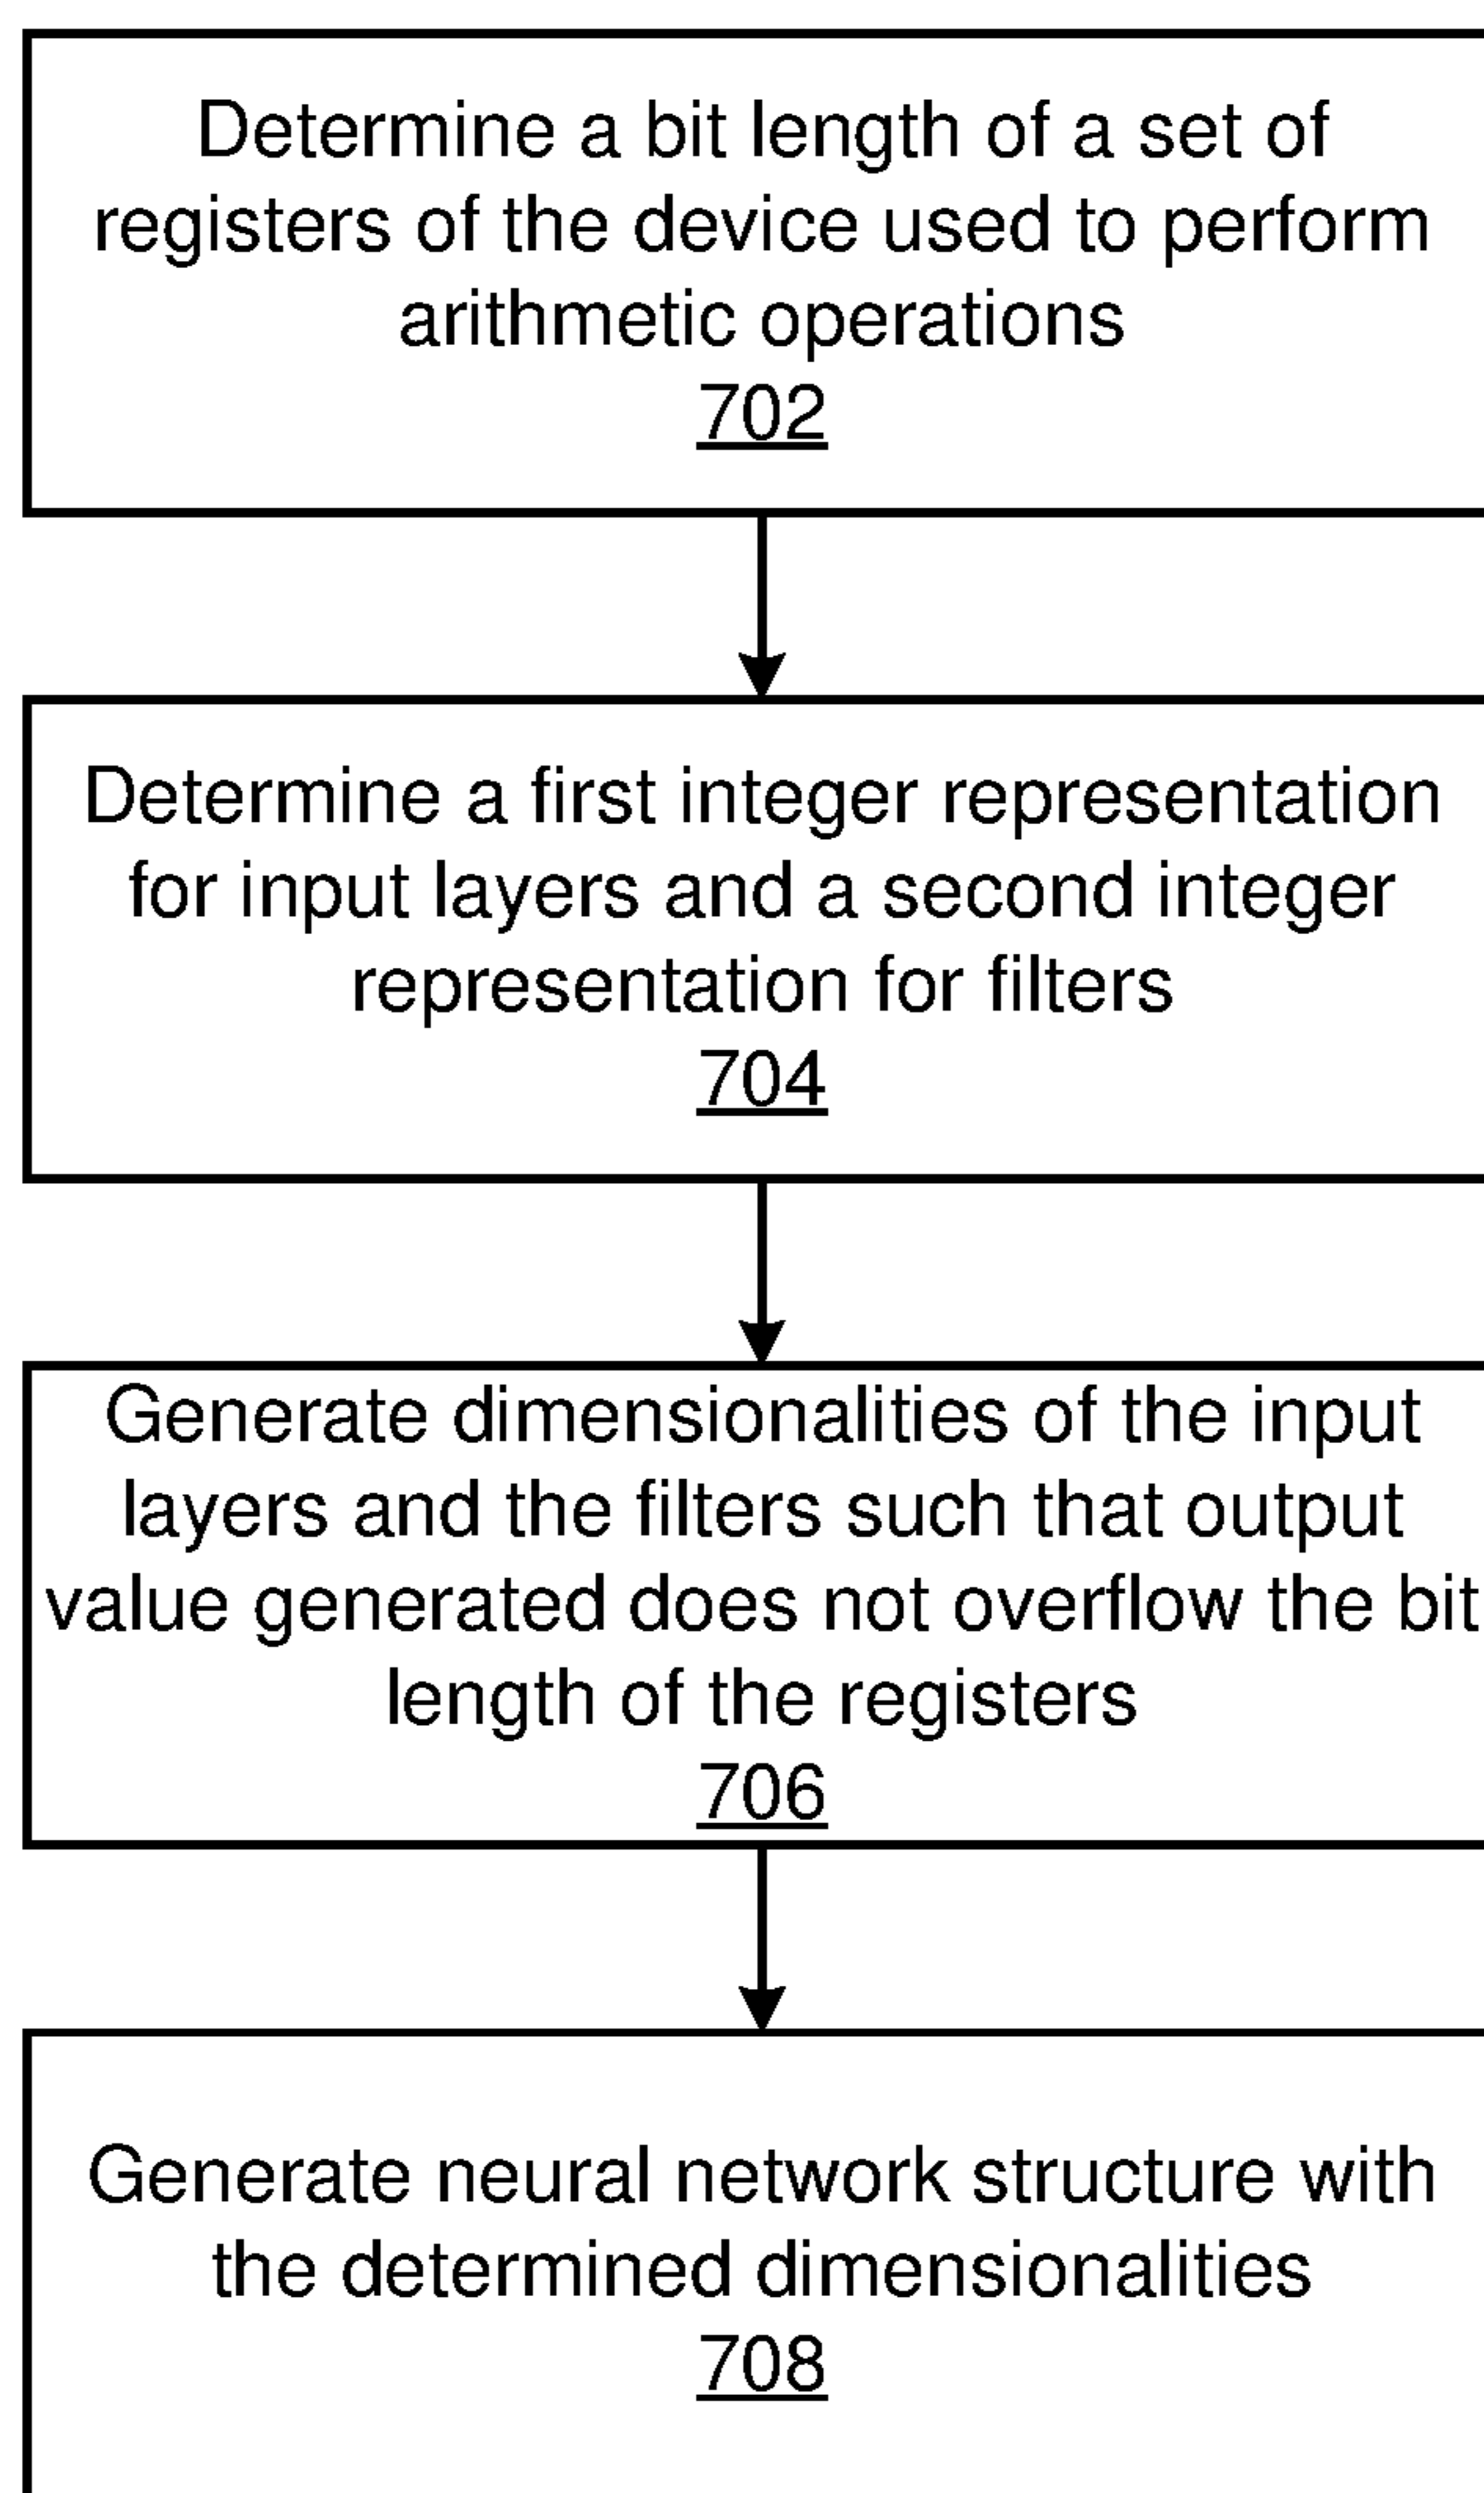 Determine a bit length of a set of
registers of the device used to perform
arithmetic operations
702
Determine a first integer representation
for input layers and a second integer
representation for filters
704
Generate dimensionalities of the input
layers and the filters such that output
value generated does not overflow the bit
length of the registers
706
Generate neural network structure with
the determined dimensionalities
708